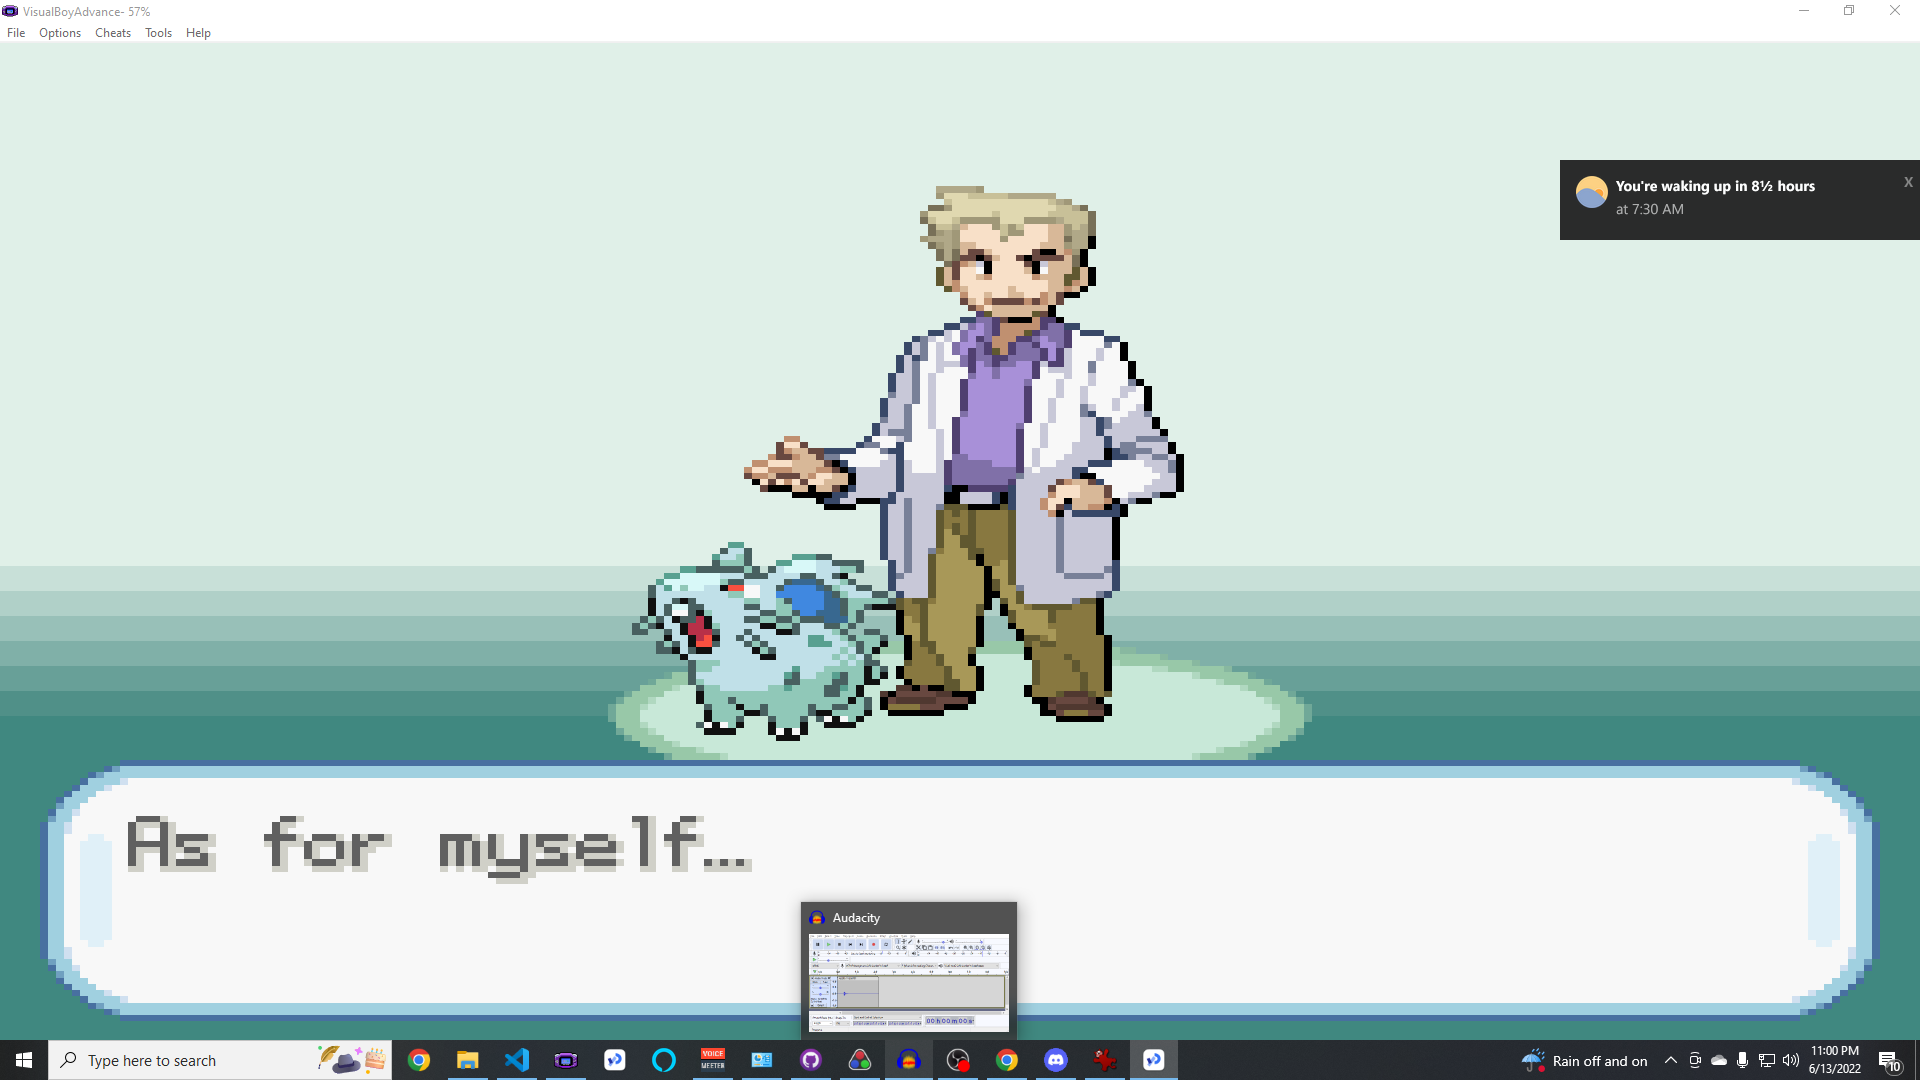 VisualBoyAdvance- 57%
File Options Cheats Tools Help
You're waking up in 8½ hours
X
at 7:30 AM
As for myself…
Audacity
Type here to search
VOICE
MEETER
Rain off and on
11:00 PM
6/13/2022
10